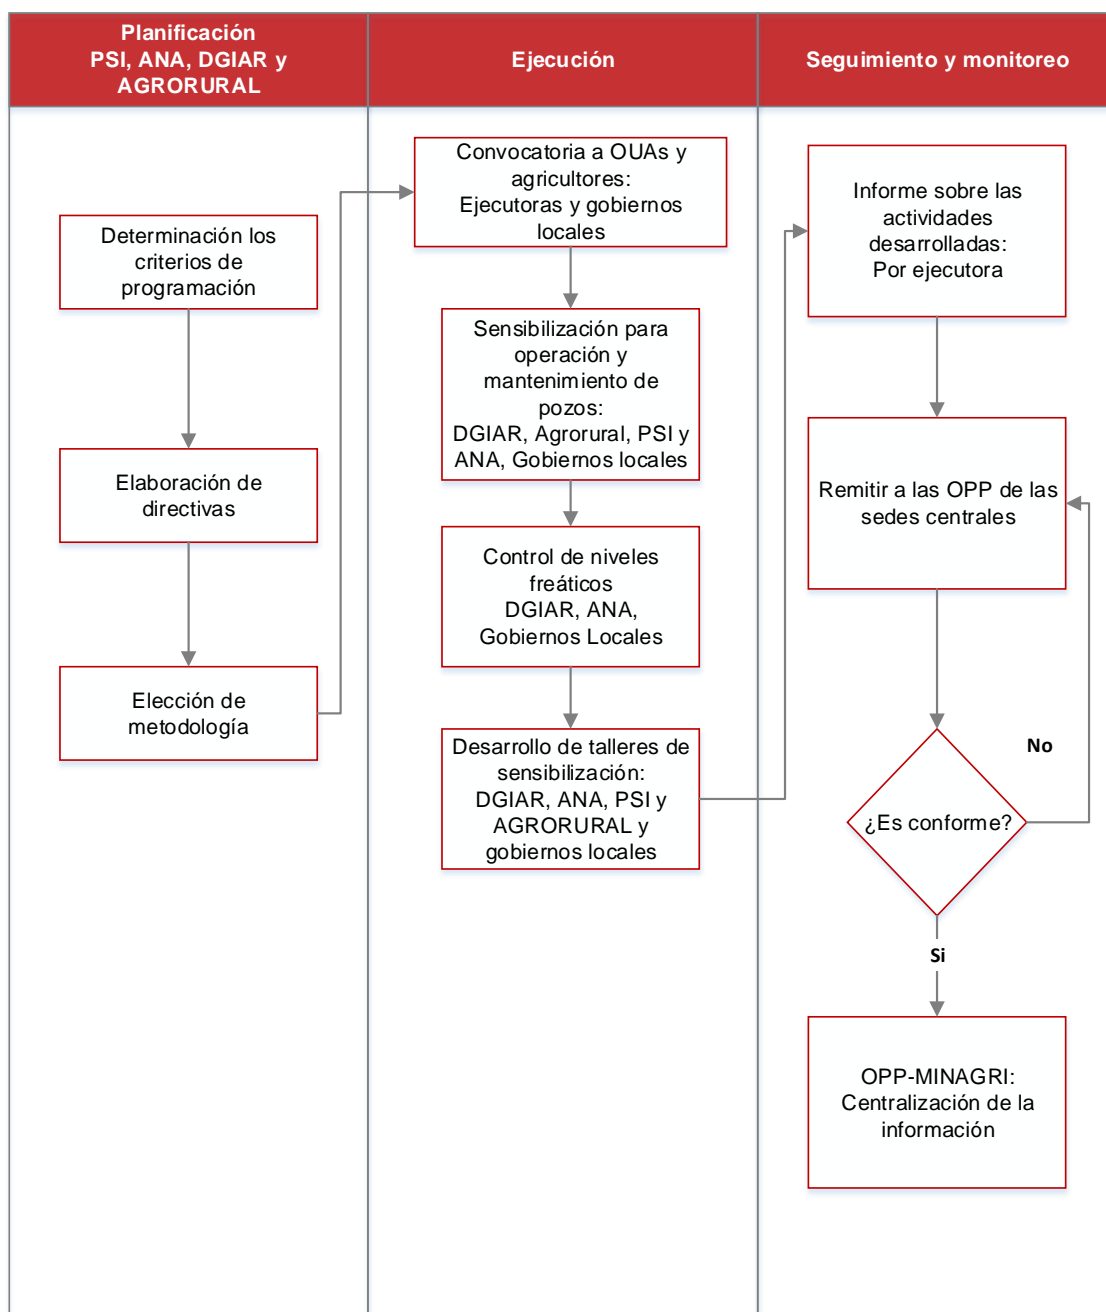 Planificación
PSI, ANA, DGIAR y
AGRORURAL
Ejecución
Seguimiento y monitoreo
Determinación los
criterios de
programación
Elaboración de
directivas
Elección de
metodología
Convocatoria a OUAs y
agricultores:
Ejecutoras y gobiernos
locales
Sensibilización para
operación y
mantenimiento de
pozos:
DGIAR, Agrorural, PSI y
ANA, Gobiernos locales
Control de niveles
freáticos
DGIAR, ANA,
Gobiernos Locales
Desarrollo de talleres de
sensibilización:
DGIAR, ANA, PSI y
AGRORURAL y
gobiernos locales
Informe sobre las
actividades
desarrolladas:
Por ejecutora
Remitir a las OPP de las
sedes centrales
No
¿Es conforme?
Si
OPP-MINAGRI:
Centralización de la
información